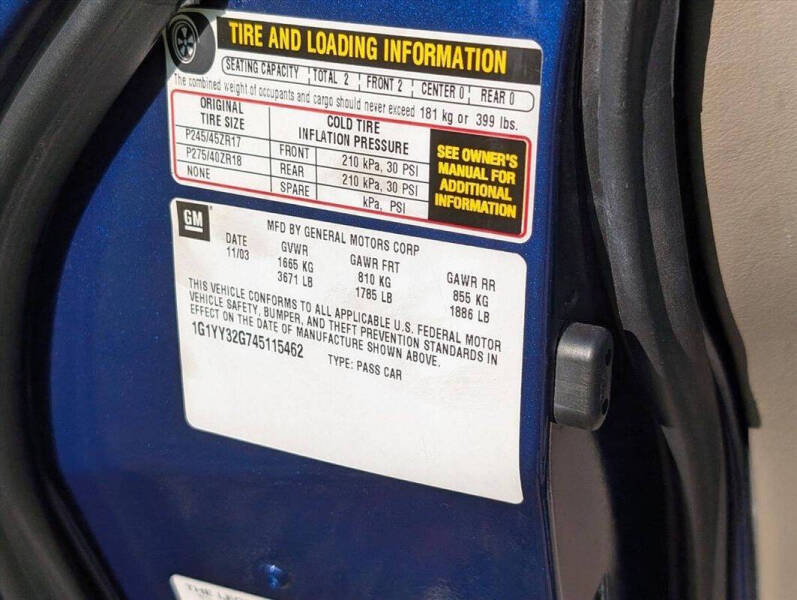 TIRE AND LOADING INFORMATION
SEATING CAPACITY TOTAL 2 FRONT 2 CENTER 0 REAR 0
The combined weight of occupants and cargo should never exceed 181 kg or 399 lbs.
ORIGINAL TIRE SIZE
COLD TIRE INFLATION PRESSURE
P245/45ZR17 FRONT 210 kPa, 30 PSI
P275/40ZR18 REAR 210 kPa, 30 PSI
NONE SPARE kPa, PSI
SEE OWNER'S
MANUAL FOR
ADDITIONAL
INFORMATION
GM
MFD BY GENERAL MOTORS CORP
DATE GVWR GAWR FRT GAWR RR
11/03 1665 KG 810 KG 855 KG
3671 LB 1785 LB 1886 LB
THIS VEHICLE CONFORMS TO ALL APPLICABLE U.S. FEDERAL MOTOR
VEHICLE SAFETY, BUMPER, AND THEFT PREVENTION STANDARDS IN
EFFECT ON THE DATE OF MANUFACTURE SHOWN ABOVE.
1G1YY32G745115462 TYPE: PASS CAR
THE